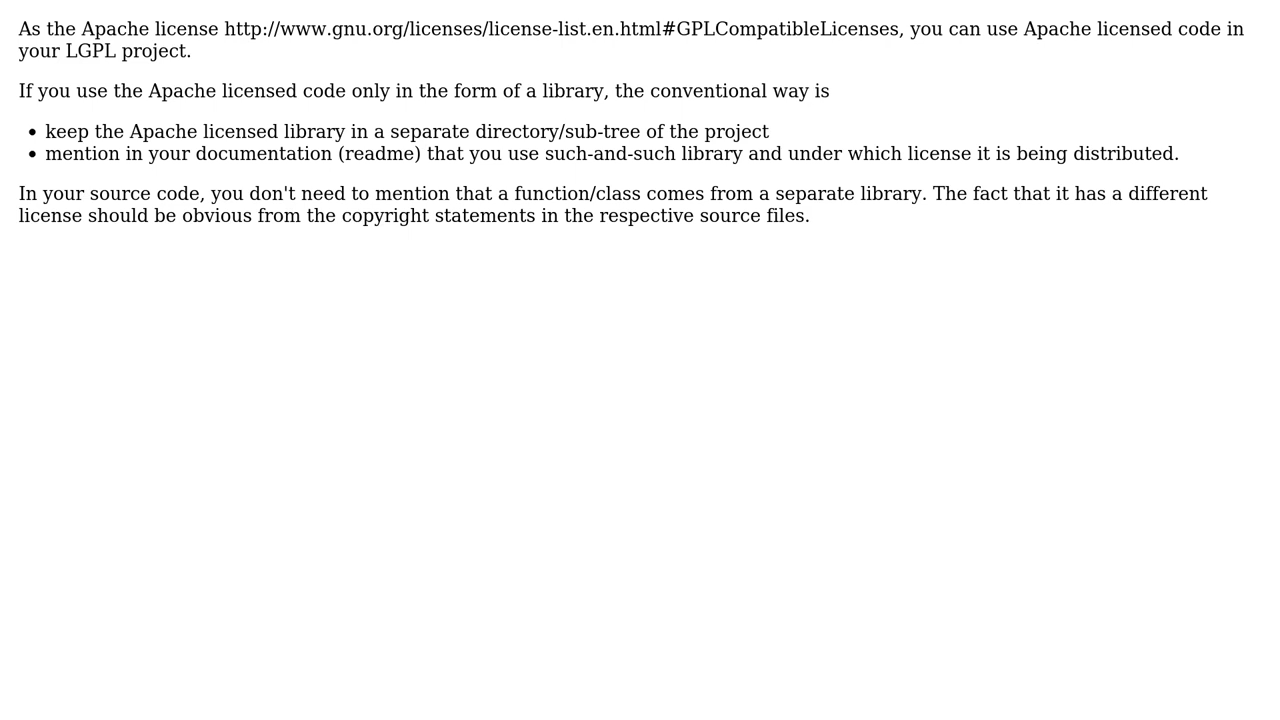 As the Apache license http://www.gnu.org/licenses/license-list.en.html#GPLCompatibleLicenses, you can use Apache licensed code in
your LGPL project.
If you use the Apache licensed code only in the form of a library, the conventional way is
• keep the Apache licensed library in a separate directory/sub-tree of the project
• mention in your documentation (readme) that you use such-and-such library and under which license it is being distributed.
In your source code, you don't need to mention that a function/class comes from a separate library. The fact that it has a different
license should be obvious from the copyright statements in the respective source files.